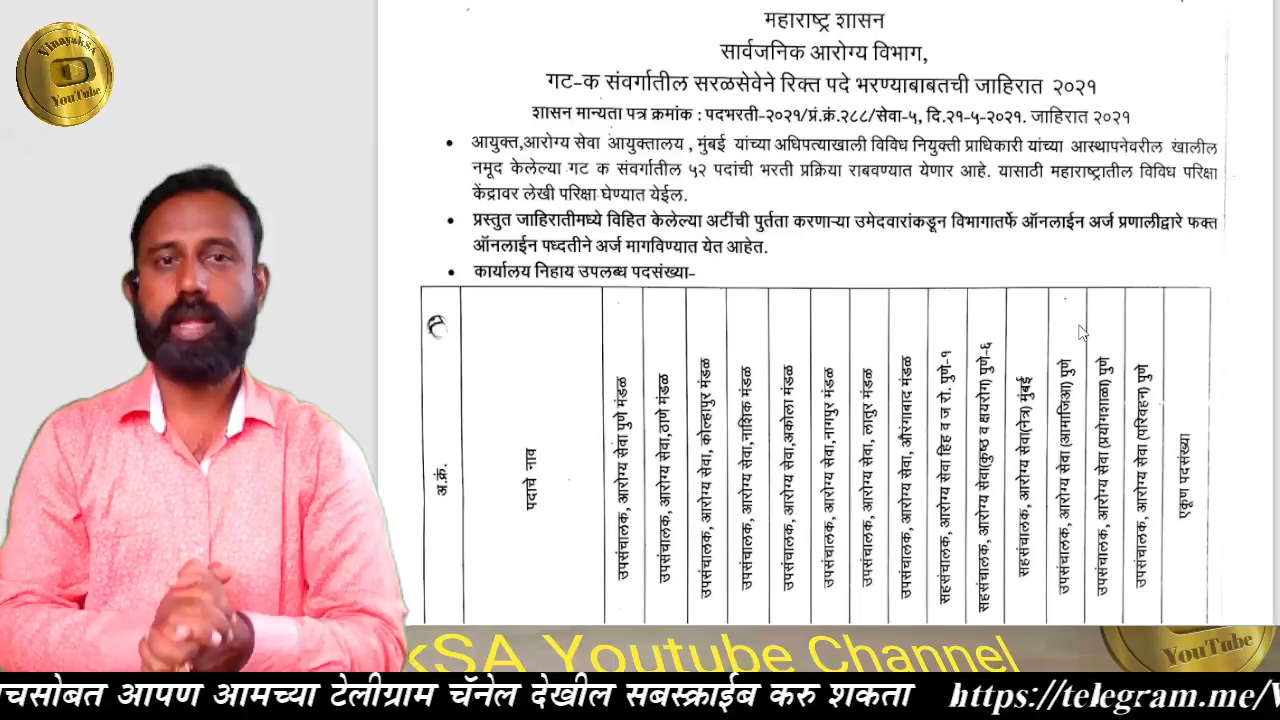 VinayakSA
YouTube
महाराष्ट्र शासन
सार्वजनिक आरोग्य विभाग,
गट-क संवर्गातील सरळसेवेने रिक्त पदे भरण्याबाबतची जाहिरात २०२१
शासन मान्यता पत्र क्रमांक : पदभरती-२०२१/प्रं.क्रं.२८८/सेवा-५, दि.२१-५-२०२१. जाहिरात २०२१
• आयुक्त,आरोग्य सेवा आयुक्तालय , मुंबई यांच्या अधिपत्याखाली विविध नियुक्ती प्राधिकारी यांच्या आस्थापनेवरील खालील
नमूद केलेल्या गट क संवर्गातील ५२ पदांची भरती प्रक्रिया राबवण्यात येणार आहे. यासाठी महाराष्ट्रातील विविध परिक्षा
केंद्रावर लेखी परिक्षा घेण्यात येईल.
• प्रस्तुत जाहिरातीमध्ये विहित केलेल्या अटींची पुर्तता करणाऱ्या उमेदवारांकडून विभागातर्फे ऑनलाईन अर्ज प्रणालीद्वारे फक्त
ऑनलाईन पध्दतीने अर्ज मागविण्यात येत आहेत.
• कार्यालय निहाय उपलब्ध पदसंख्या-
अ.क्रं.
पदाचे नाव
उपसंचालक, आरोग्य सेवा पुणे मंडळ
उपसंचालक, आरोग्य सेवा,ठाणे मंडळ
उपसंचालक, आरोग्य सेवा, कोल्हापुर मंडळ
उपसंचालक, आरोग्य सेवा,नाशिक मंडळ
उपसंचालक, आरोग्य सेवा,अकोला मंडळ
उपसंचालक, आरोग्य सेवा,नागपुर मंडळ
उपसंचालक, आरोग्य सेवा, लातुर मंडळ
उपसंचालक, आरोग्य सेवा, औरंगाबाद मंडळ
सहसंचालक, आरोग्य सेवा हिह व ज रो. पुणे-१
सहसंचालक, आरोग्य सेवा(कुष्ठ व क्षयरोग) पुणे-६
सहसंचालक, आरोग्य सेवा(नेत्र) मुंबई
उपसंचालक, आरोग्य सेवा (आमाजिआ) पुणे
उपसंचालक, आरोग्य सेवा (प्रयोगशाळा) पुणे
उपसंचालक, आरोग्य सेवा (परिवहन) पुणे
एकूण पदसंख्या
kSA Youtube Channel
YouTube
चसोबत आपण आमच्या टेलीग्राम चॅनेल देखील सबस्क्राईब करु शकता https://telegram.me/V